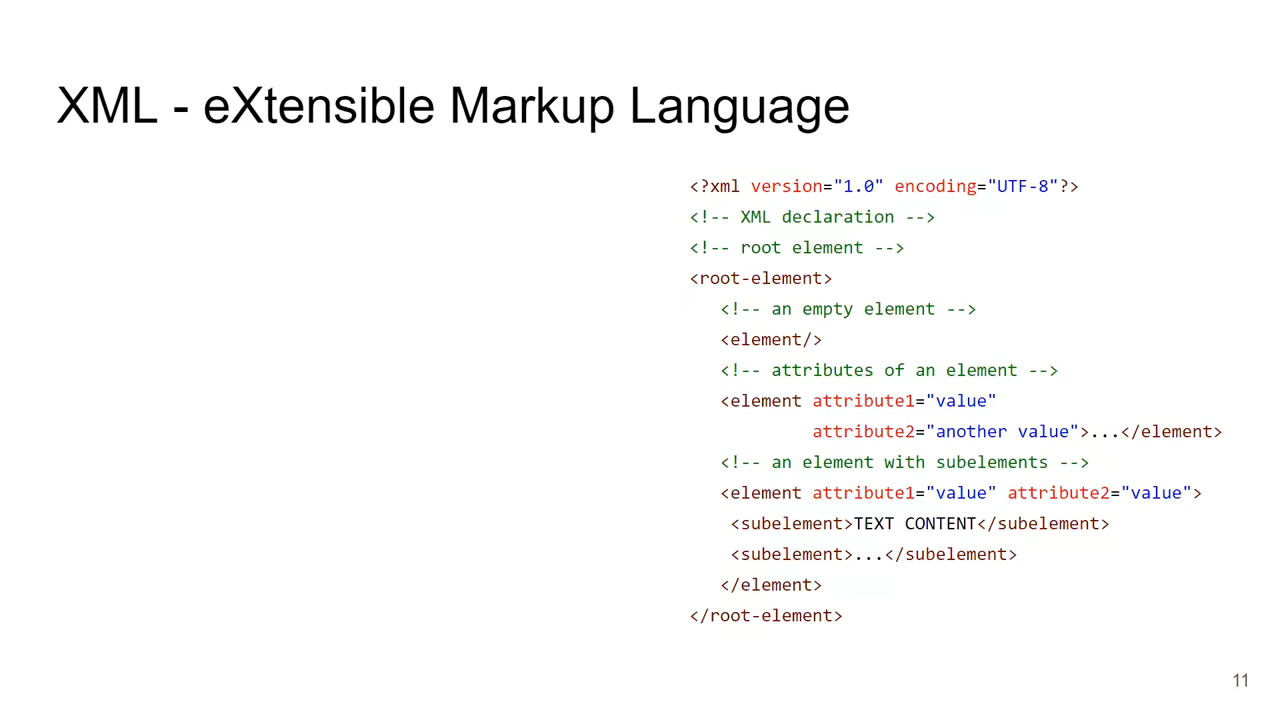 XML - eXtensible Markup Language
<?xml version="1.0" encoding="UTF-8"?>
<!-- XML declaration -->
<!-- root element -->
<root-element>
<!-- an empty element -->
<element/>
<!-- attributes of an element -->
<element attribute1="value"
attribute2="another value">...</element>
<!-- an element with subelements -->
<element attribute1="value" attribute2="value">
<subelement>TEXT CONTENT</subelement>
<subelement>...</subelement>
</element>
</root-element>
11